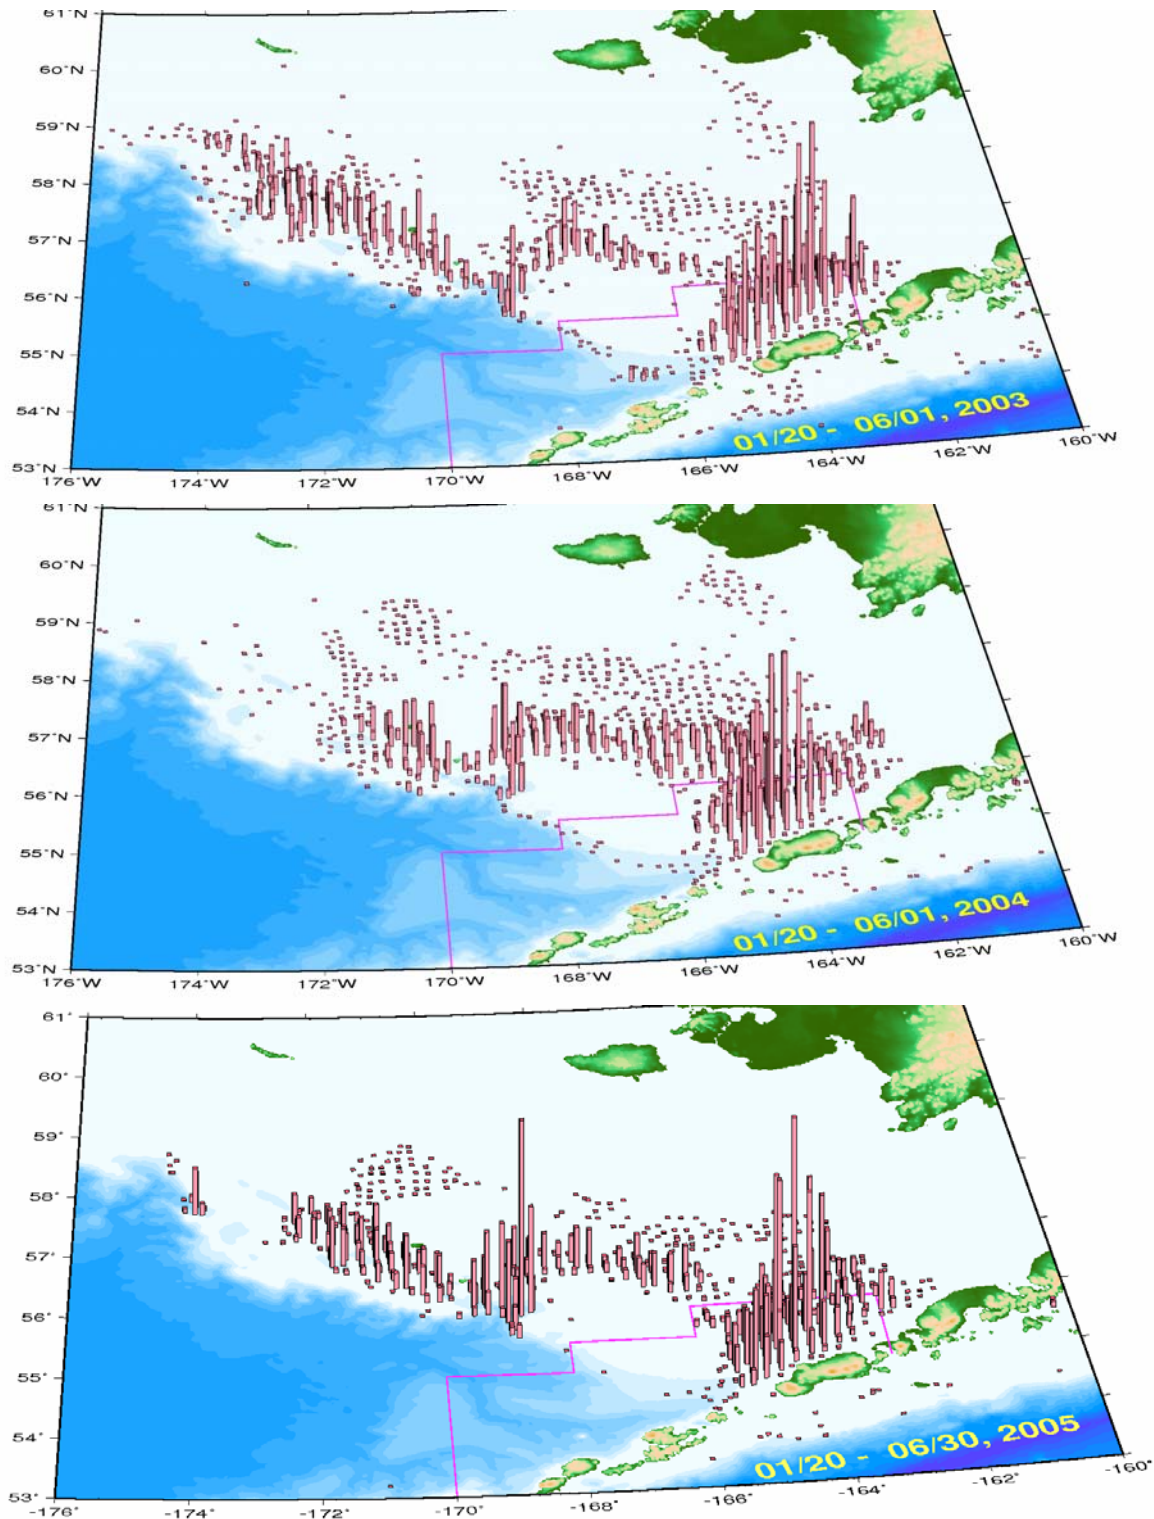 61°N
60°N
59°N
58°N
57°N
56°N
55°N
54°N
53°N
01/20 - 06/01, 2003
176°W
174°W
172°W
170°W
168°W
166°W
164°W
162°W
160°W
61°N
60°N
59°N
58°N
57°N
56°N
55°N
54°N
53°N
01/20 - 06/01, 2004
176°W
174°W
172°W
170°W
168°W
166°W
164°W
162°W
160°W
61°
60°
59°
58°
57°
56°
55°
54°
53°
01/20 - 06/30, 2005
-176°
-174°
-172°
-170°
-168°
-166°
-164°
-162°
-160°